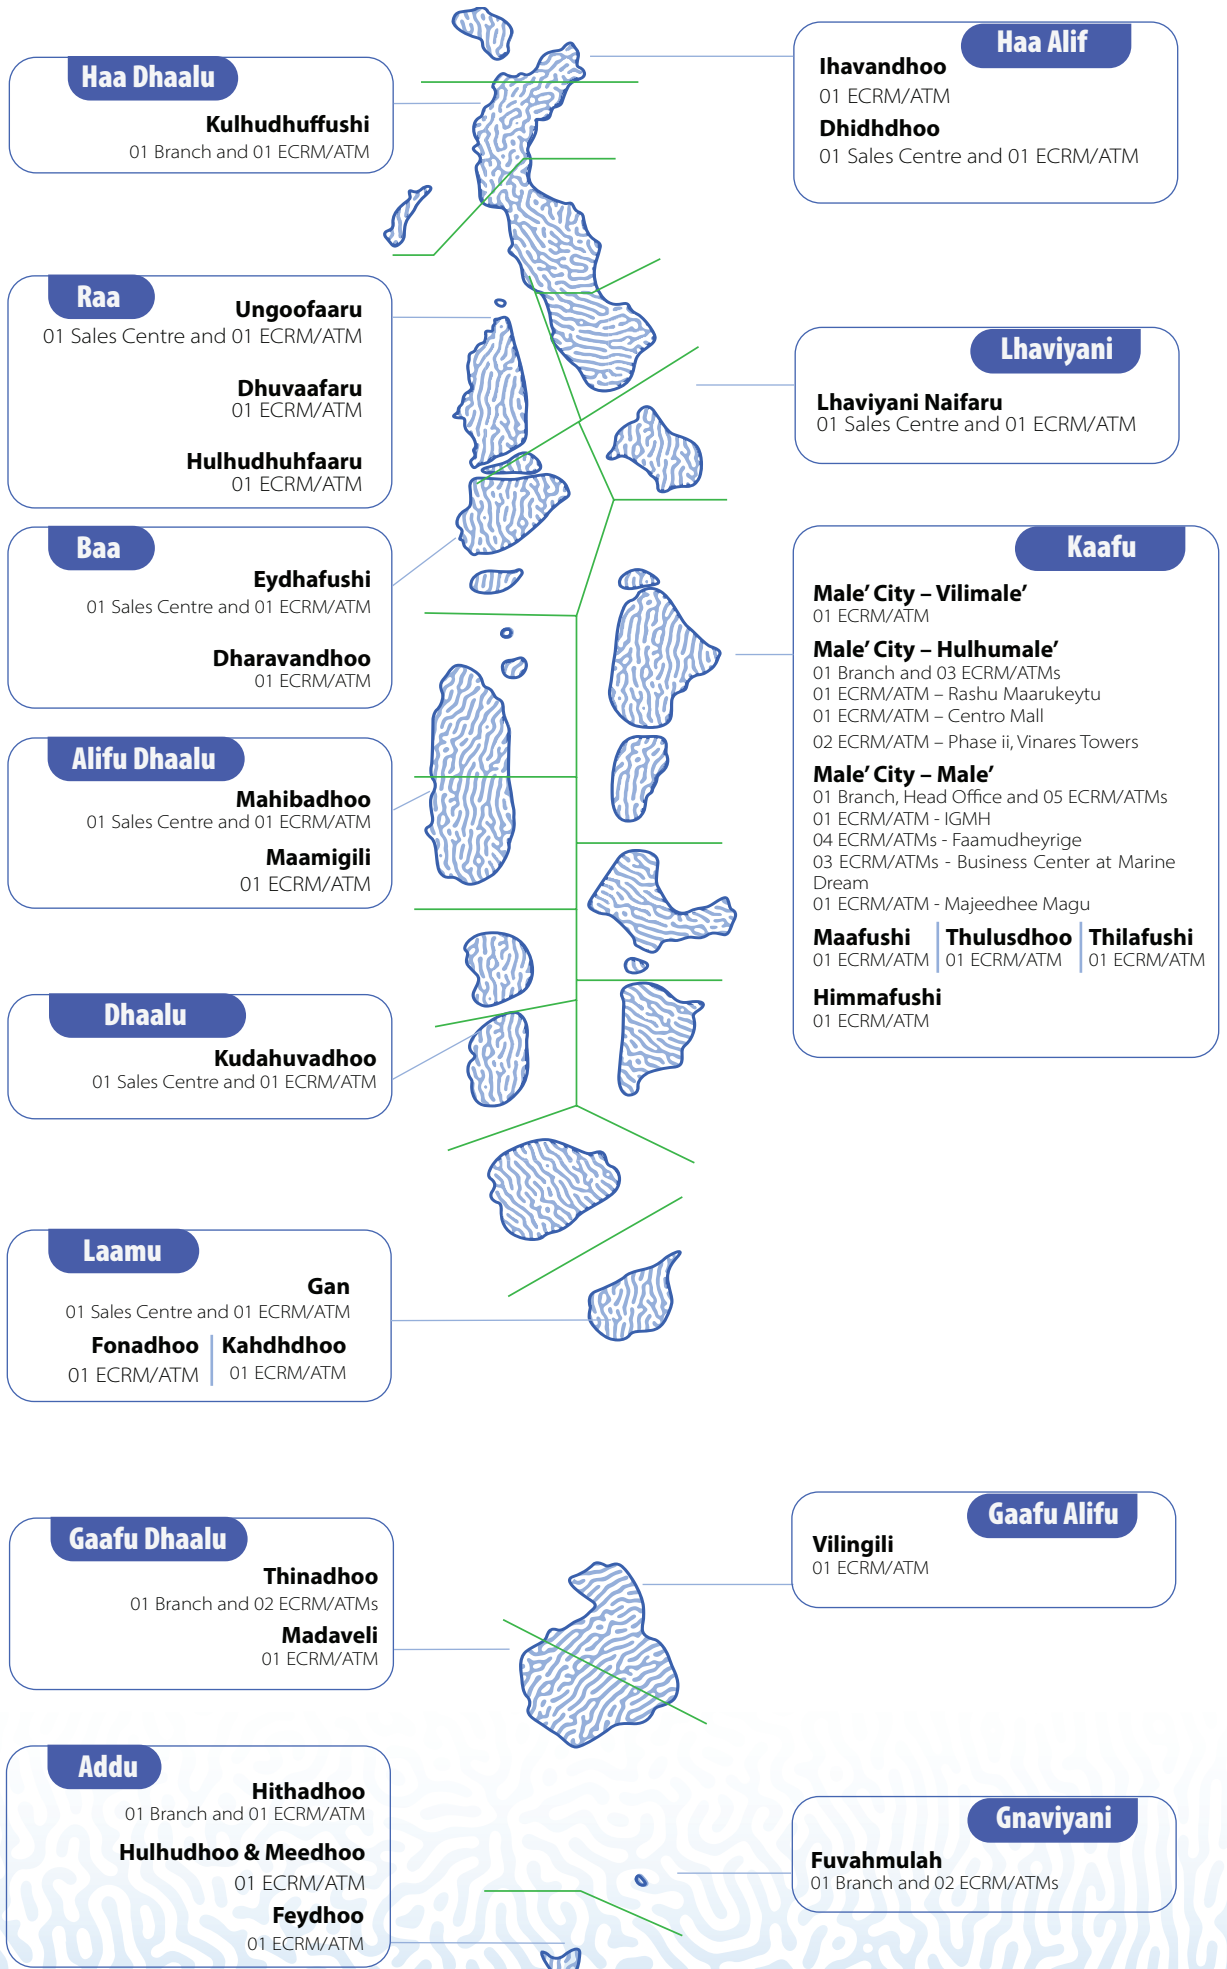 Haa Dhaalu
Kulhudhuffushi
01 Branch and 01 ECRM/ATM
Haa Alif
Ihavandhoo
01 ECRM/ATM
Dhidhdhoo
01 Sales Centre and 01 ECRM/ATM
Raa
Ungoofaaru
01 Sales Centre and 01 ECRM/ATM
Dhuvaafaru
01 ECRM/ATM
Hulhudhuhfaaru
01 ECRM/ATM
Lhaviyani
Lhaviyani Naifaru
01 Sales Centre and 01 ECRM/ATM
Baa
Eydhafushi
01 Sales Centre and 01 ECRM/ATM
Dharavandhoo
01 ECRM/ATM
Kaafu
Male' City – Vilimale'
01 ECRM/ATM
Male' City – Hulhumale'
01 Branch and 03 ECRM/ATMs
01 ECRM/ATM – Rashu Maarukeytu
01 ECRM/ATM – Centro Mall
02 ECRM/ATM – Phase ii, Vinares Towers
Male' City – Male'
01 Branch, Head Office and 05 ECRM/ATMs
01 ECRM/ATM - IGMH
04 ECRM/ATMs - Faamudheyrige
03 ECRM/ATMs - Business Center at Marine
Dream
01 ECRM/ATM - Majeedhee Magu
Maafushi Thulusdhoo Thilafushi
01 ECRM/ATM 01 ECRM/ATM 01 ECRM/ATM
Himmafushi
01 ECRM/ATM
Alifu Dhaalu
Mahibadhoo
01 Sales Centre and 01 ECRM/ATM
Maamigili
01 ECRM/ATM
Dhaalu
Kudahuvadhoo
01 Sales Centre and 01 ECRM/ATM
Laamu
Gan
01 Sales Centre and 01 ECRM/ATM
Fonadhoo Kahdhdhoo
01 ECRM/ATM 01 ECRM/ATM
Gaafu Dhaalu
Thinadhoo
01 Branch and 02 ECRM/ATMs
Madaveli
01 ECRM/ATM
Gaafu Alifu
Vilingili
01 ECRM/ATM
Addu
Hithadhoo
01 Branch and 01 ECRM/ATM
Hulhudhoo & Meedhoo
01 ECRM/ATM
Feydhoo
01 ECRM/ATM
Gnaviyani
Fuvahmulah
01 Branch and 02 ECRM/ATMs